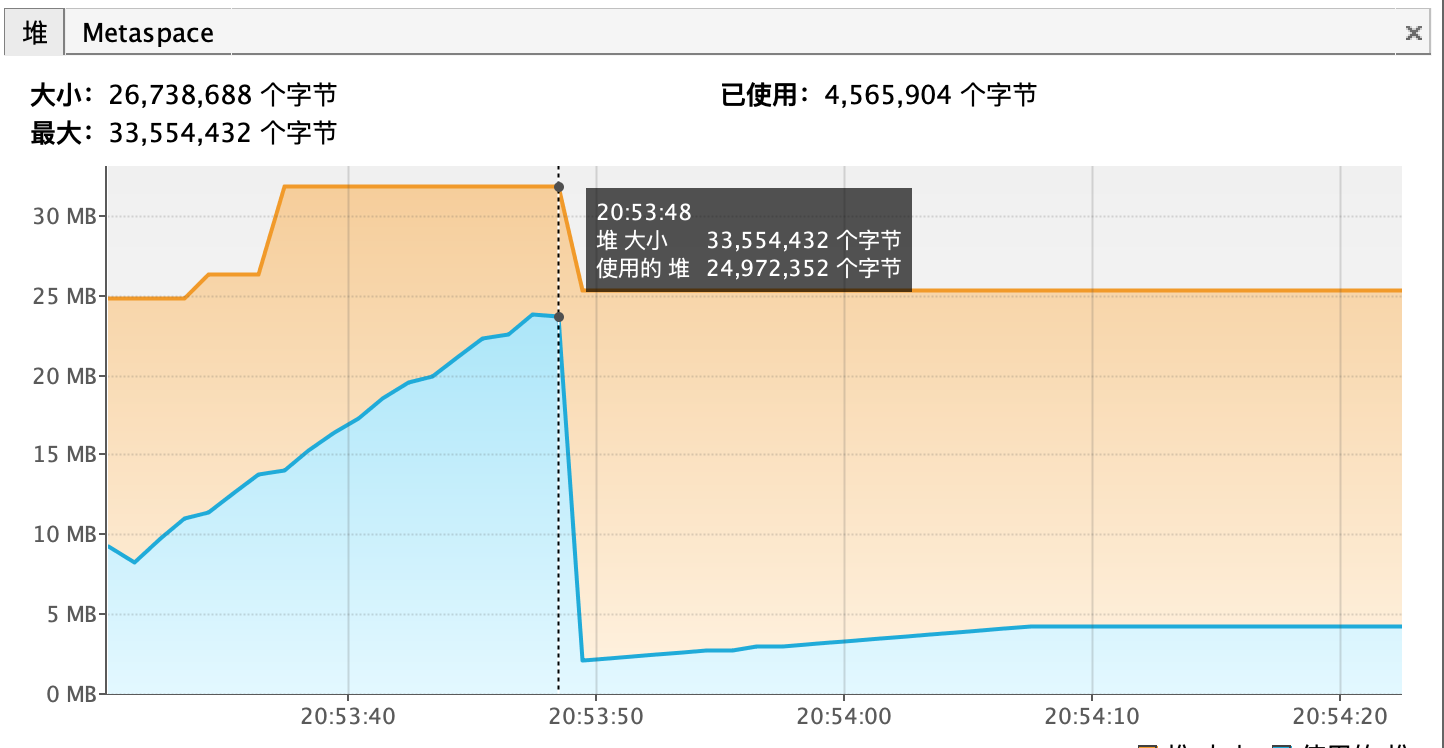 堆 Metaspace
大小：26,738,688 个字节 已使用：4,565,904 个字节
最大：33,554,432 个字节
30 MB
25 MB
20 MB
15 MB
10 MB
5 MB
0 MB
20:53:48
堆 大小 33,554,432 个字节
使用的 堆 24,972,352 个字节
20:53:40 20:53:50 20:54:00 20:54:10 20:54:20